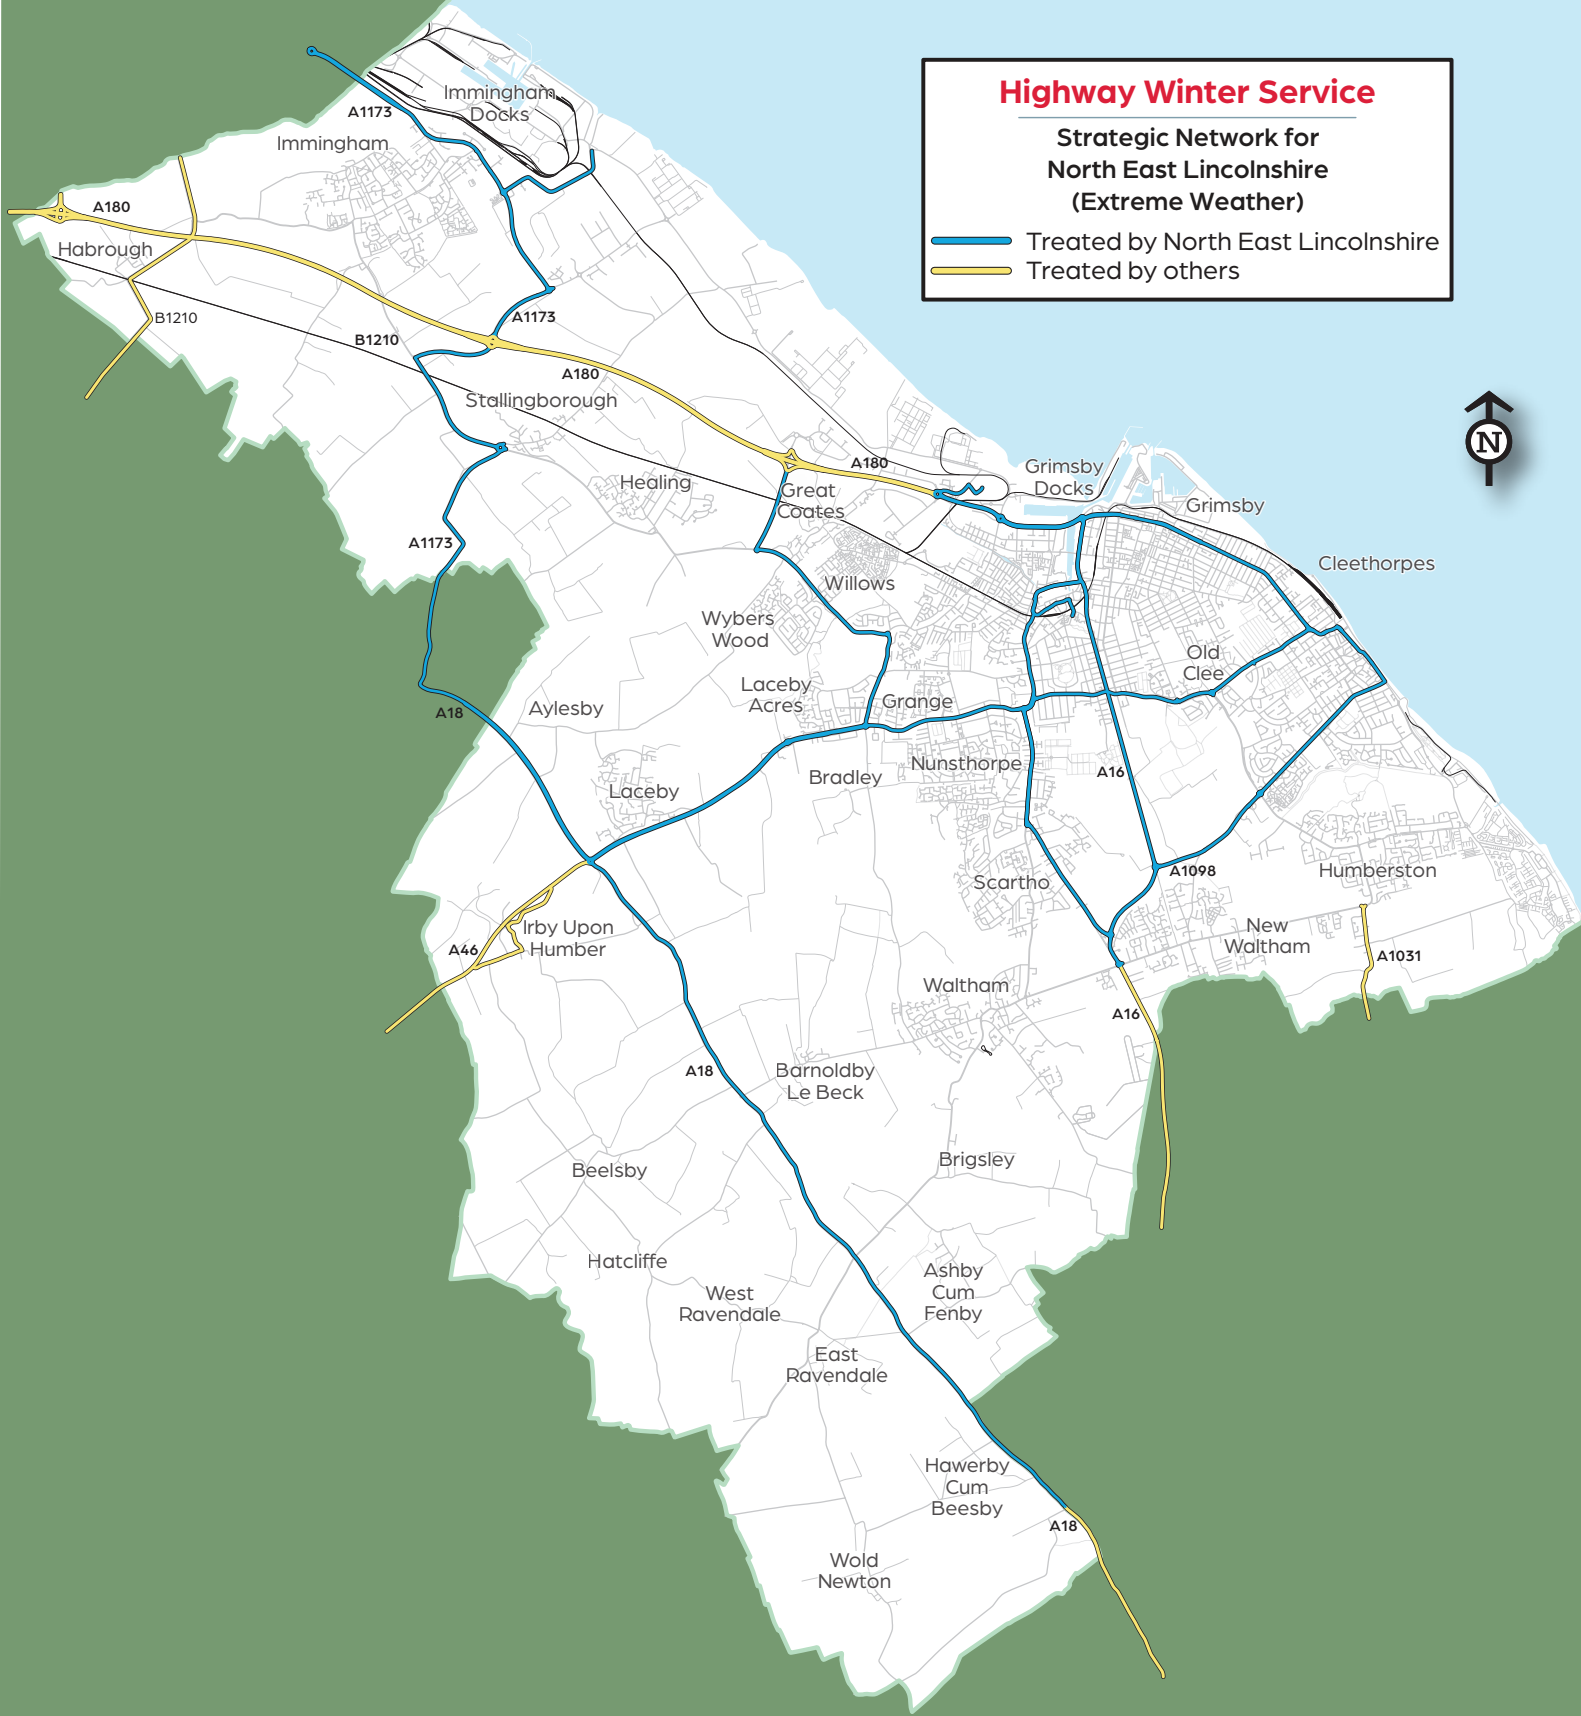 Highway Winter Service
Strategic Network for
North East Lincolnshire
(Extreme Weather)
Treated by North East Lincolnshire
Treated by others
Immingham
Docks
A1173
Immingham
A180
Habrough
B1210
A1173
B1210
A180
Stallingborough
N
A180
Grimsby
Docks
Healing
Great
Coates
Grimsby
A1173
Cleethorpes
Willows
Wybers
Wood
Old
Clee
Laceby
Acres
Grange
Aylesby
A18
Nunsthorpe
A16
Bradley
Laceby
Scartho
A1098
Humberston
Irby Upon
Humber
A46
New
Waltham
A1031
Waltham
A16
A18
Barnoldby
Le Beck
Brigsley
Beelsby
Hatcliffe
Ashby
Cum
Fenby
West
Ravendale
East
Ravendale
Hawerby
Cum
Beesby
A18
Wold
Newton